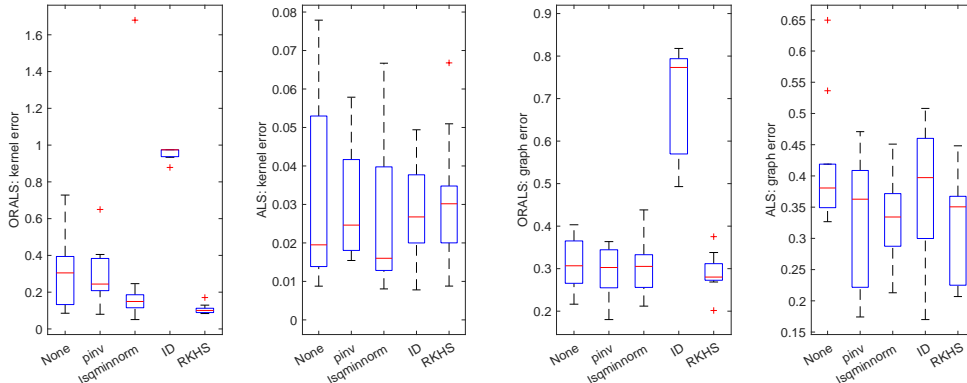 ORALS: kernel error
1.6
1.4
1.2
1
0.8
0.6
0.4
0.2
0
None
pinv
lsqminnorm
ID
RKHS
ALS: kernel error
0.08
0.07
0.06
0.05
0.04
0.03
0.02
0.01
0
None
pinv
lsqminnorm
ID
RKHS
ORALS: graph error
0.9
0.8
0.7
0.6
0.5
0.4
0.3
0.2
None
pinv
lsqminnorm
ID
RKHS
ALS: graph error
0.65
0.6
0.55
0.5
0.45
0.4
0.35
0.3
0.25
0.2
0.15
None
pinv
lsqminnorm
ID
RKHS